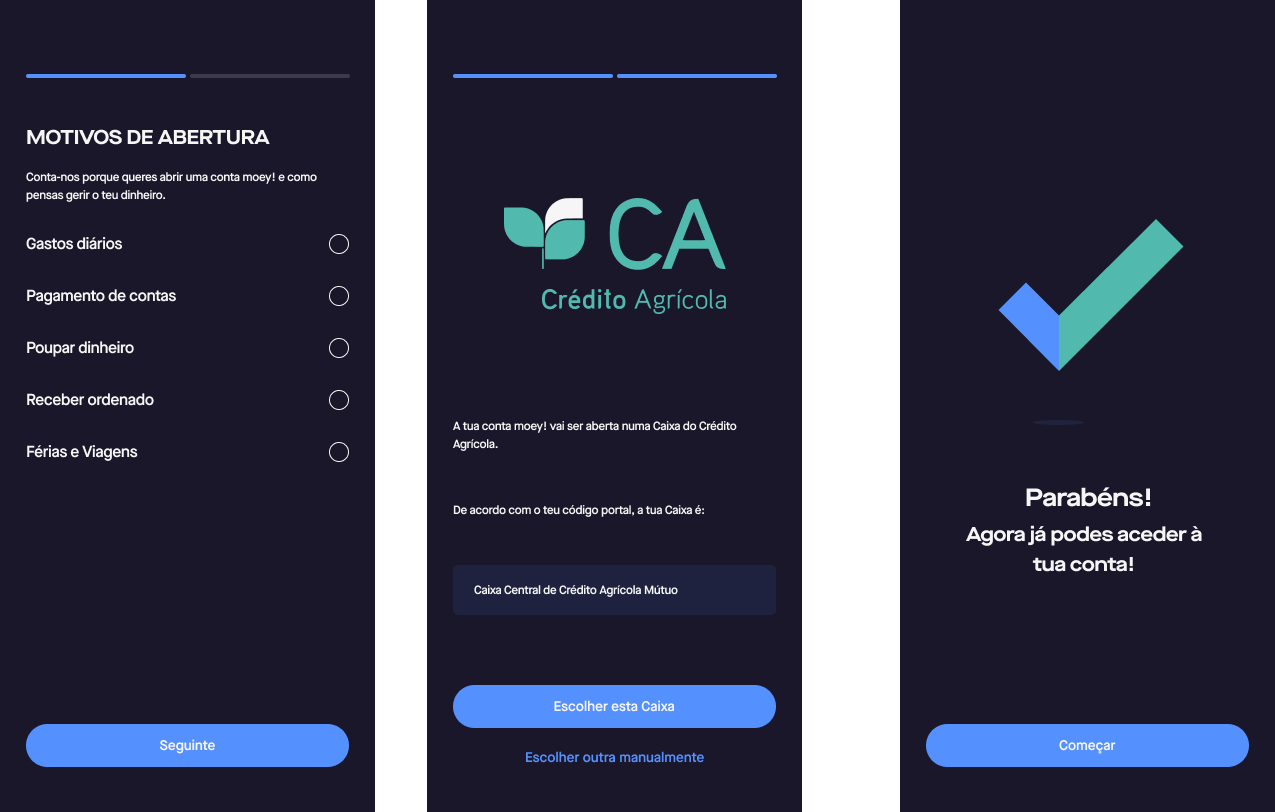 MOTIVOS DE ABERTURA
Conta-nos porque queres abrir uma conta moey! e como
pensas gerir o teu dinheiro.
Gastos diários
Pagamento de contas
Poupar dinheiro
Receber ordenado
Férias e Viagens
Seguinte
CA
Crédito Agrícola
A tua conta moey! vai ser aberta numa Caixa do Crédito
Agrícola.
De acordo com o teu código portal, a tua Caixa é:
Caixa Central de Crédito Agrícola Mútuo
Escolher esta Caixa
Escolher outra manualmente
Parabéns!
Agora já podes aceder à
tua conta!
Começar